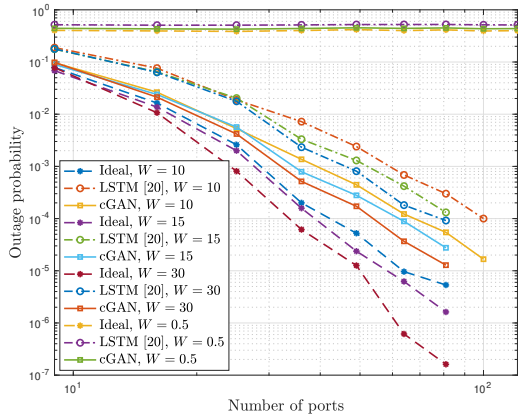 10^0
10^-1
10^-2
10^-3
10^-4
10^-5
10^-6
10^-7
Outage probability
Ideal, W = 10
LSTM [20], W = 10
cGAN, W = 10
Ideal, W = 15
LSTM [20], W = 15
cGAN, W = 15
Ideal, W = 30
LSTM [20], W = 30
cGAN, W = 30
Ideal, W = 0.5
LSTM [20], W = 0.5
cGAN, W = 0.5
10^1
10^2
Number of ports